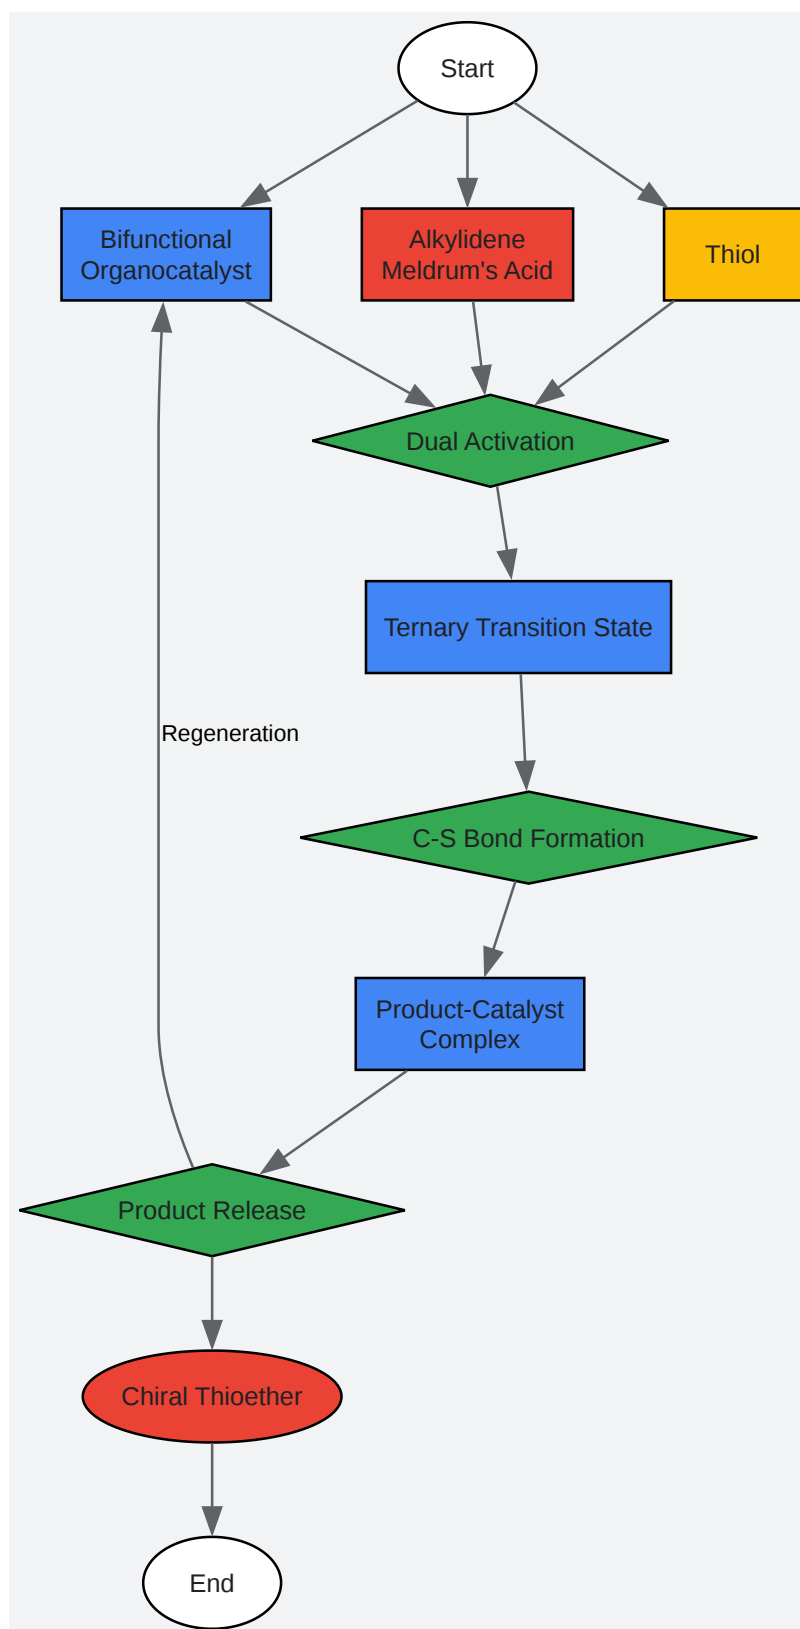 Start
Bifunctional
Organocatalyst
Alkylidene
Meldrum's Acid
Thiol
Dual Activation
Ternary Transition State
Regeneration
C-S Bond Formation
Product-Catalyst
Complex
Product Release
Chiral Thioether
End